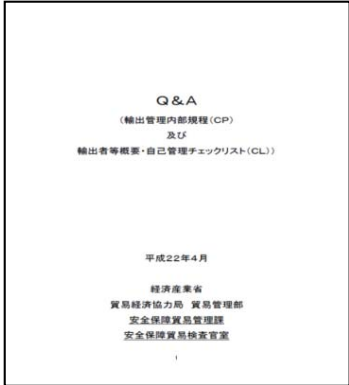 Q&A
(輸出管理内部規程(CP)
及び
輸出者等概要・自己管理チェックリスト(CL))
平成22年4月
経済産業省
貿易経済協力局 貿易管理部
安全保障貿易管理課
安全保障貿易検査官室
1